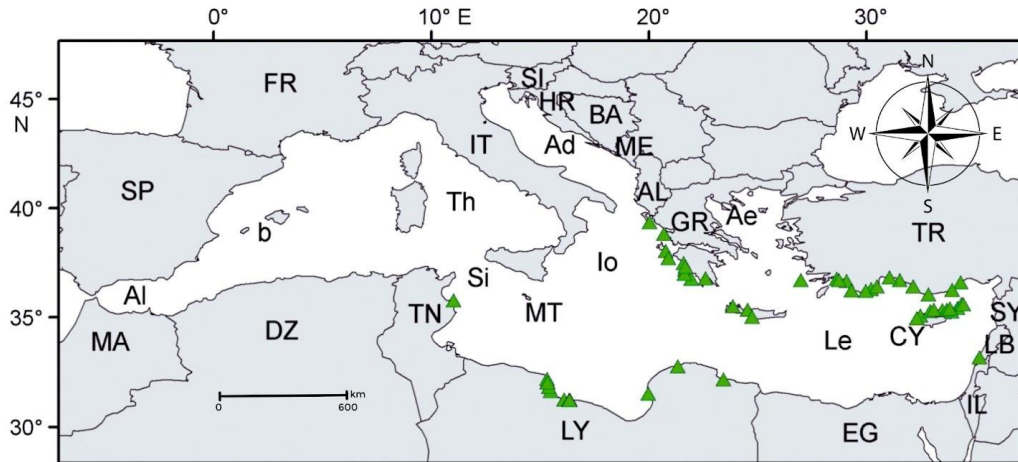 0° 10° E 20° 30°
N
SI
FR
HR
45°
N
BA
W E
IT Ad ME
SP
AL
S
40°
Th
GR Ae
TR
b
Io
Al
Si
SY
TN MT
35°
MA DZ
Le CY LB
km
0 600
IL
30°
LY EG